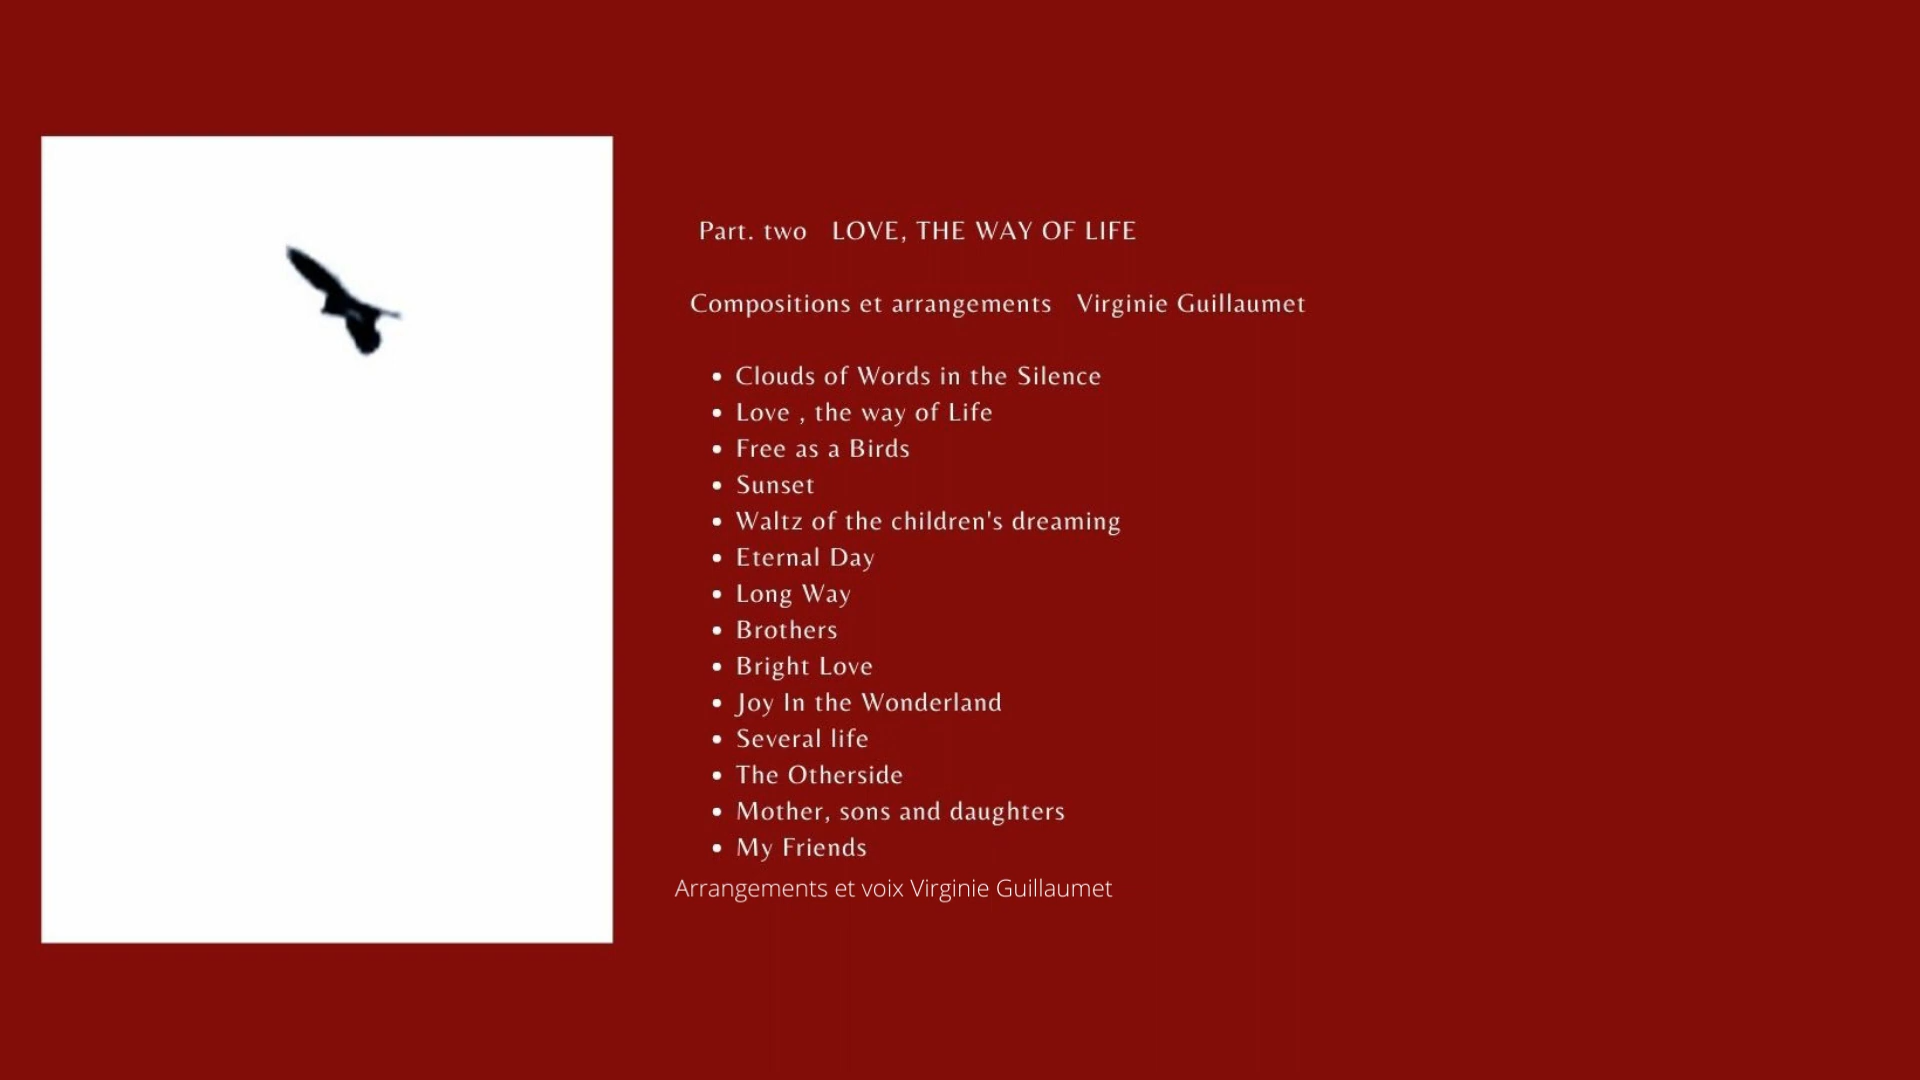 Part. two LOVE, THE WAY OF LIFE
Compositions et arrangements Virginie Guillaumet
• Clouds of Words in the Silence
• Love , the way of Life
• Free as a Birds
• Sunset
• Waltz of the children's dreaming
• Eternal Day
• Long Way
• Brothers
• Bright Love
• Joy In the Wonderland
• Several life
• The Otherside
• Mother, sons and daughters
• My Friends
Arrangements et voix Virginie Guillaumet